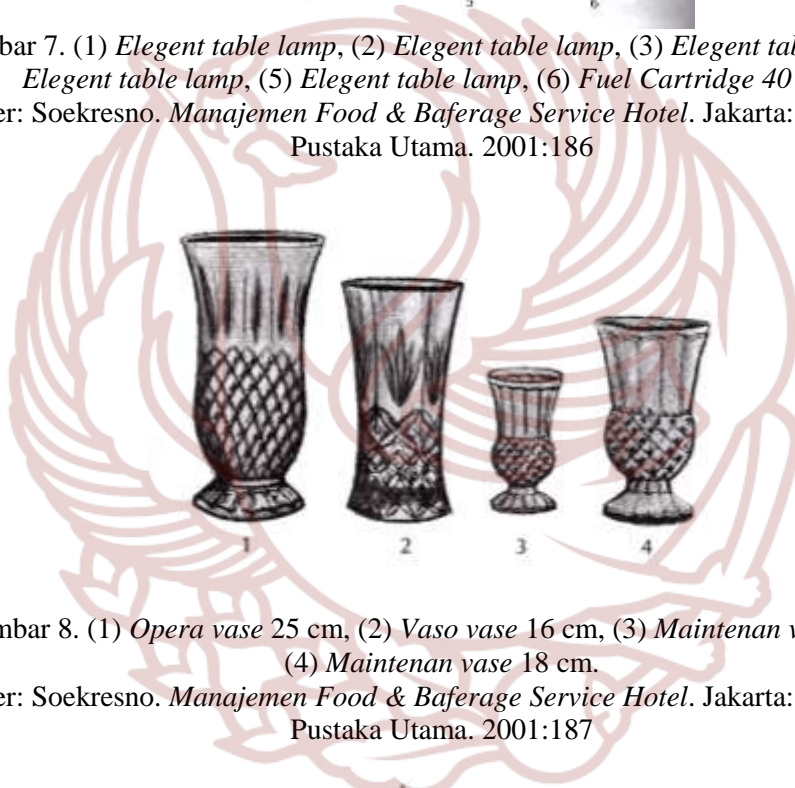 5 6
bar 7. (1) Elegent table lamp, (2) Elegent table lamp, (3) Elegent
Elegent table lamp, (5) Elegent table lamp, (6) Fuel Cartridge 40
er: Soekresno. Manajemen Food & Baferage Service Hotel. Jakarta:
Pustaka Utama. 2001:186
1 2 3 4
mbar 8. (1) Opera vase 25 cm, (2) Vaso vase 16 cm, (3) Maintenan
(4) Maintenan vase 18 cm.
er: Soekresno. Manajemen Food & Baferage Service Hotel. Jakarta:
Pustaka Utama. 2001:187